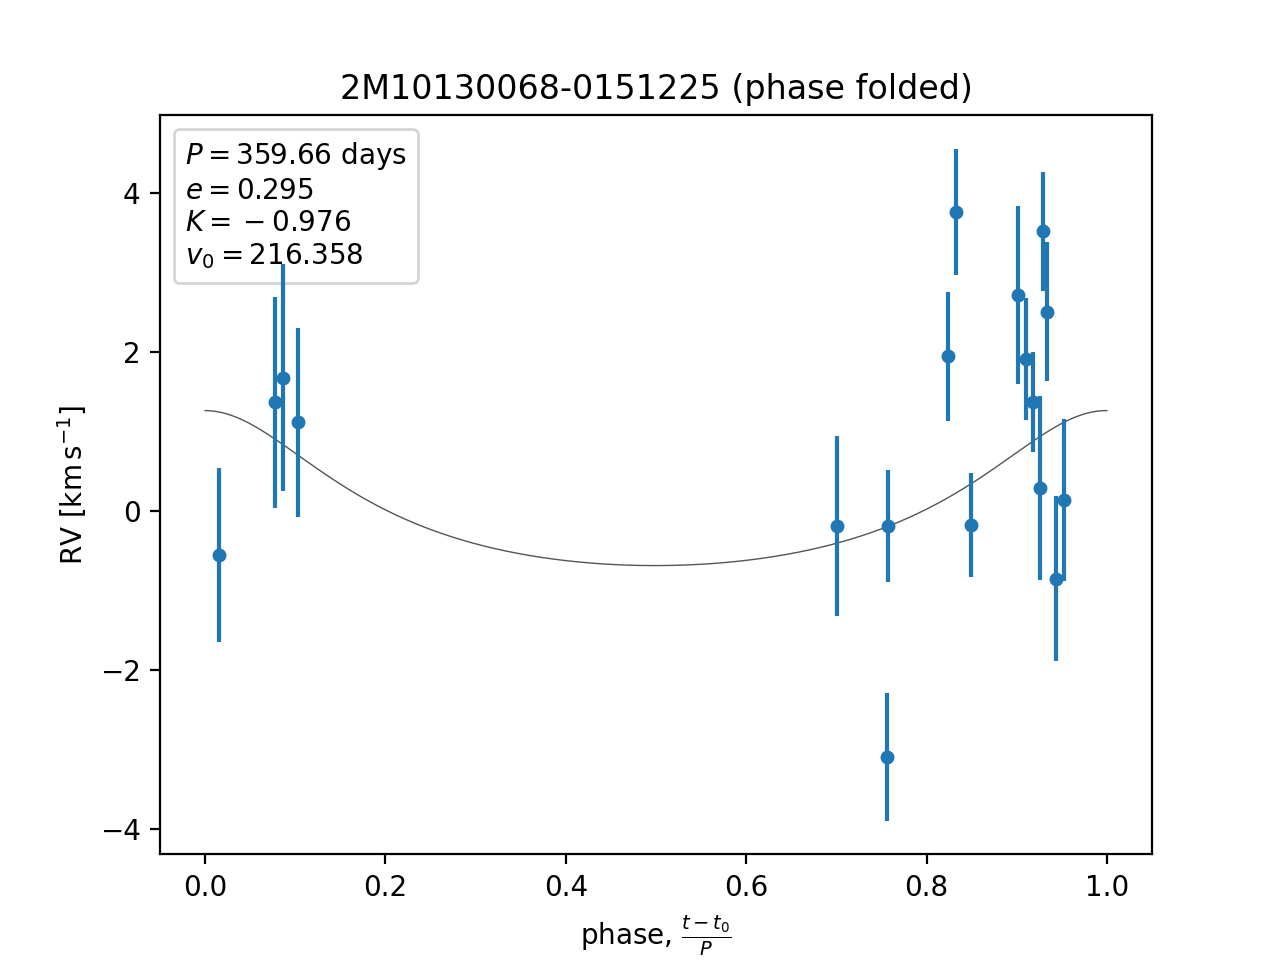 2M10130068-0151225 (phase folded)
P = 359.66 days
e = 0.295
K = −0.976
v₀ = 216.358
4
2
0
−2
−4
RV [km s⁻¹]
0.0 0.2 0.4 0.6 0.8 1.0
phase, (t − t₀)/P